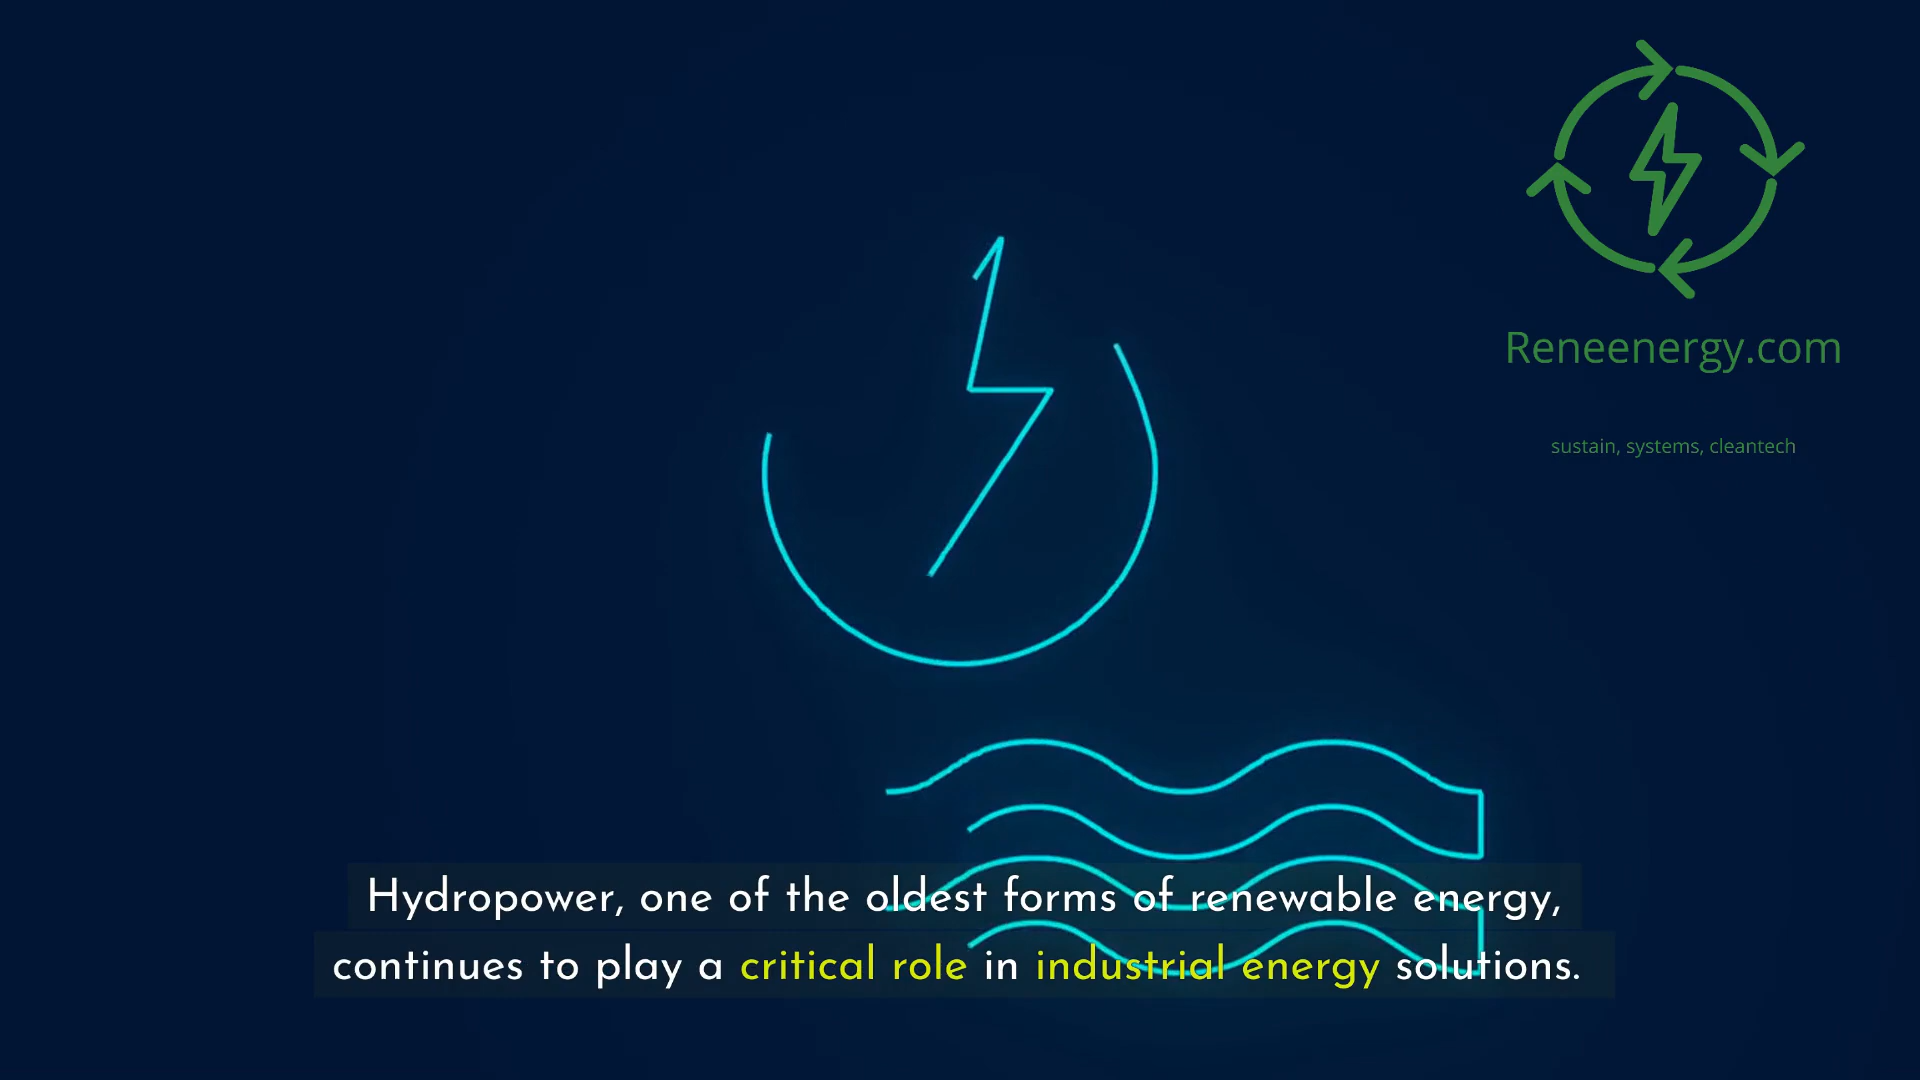 Reneenergy.com
sustain, systems, cleantech
Hydropower, one of the oldest forms of renewable energy,
continues to play a critical role in industrial energy solutions.